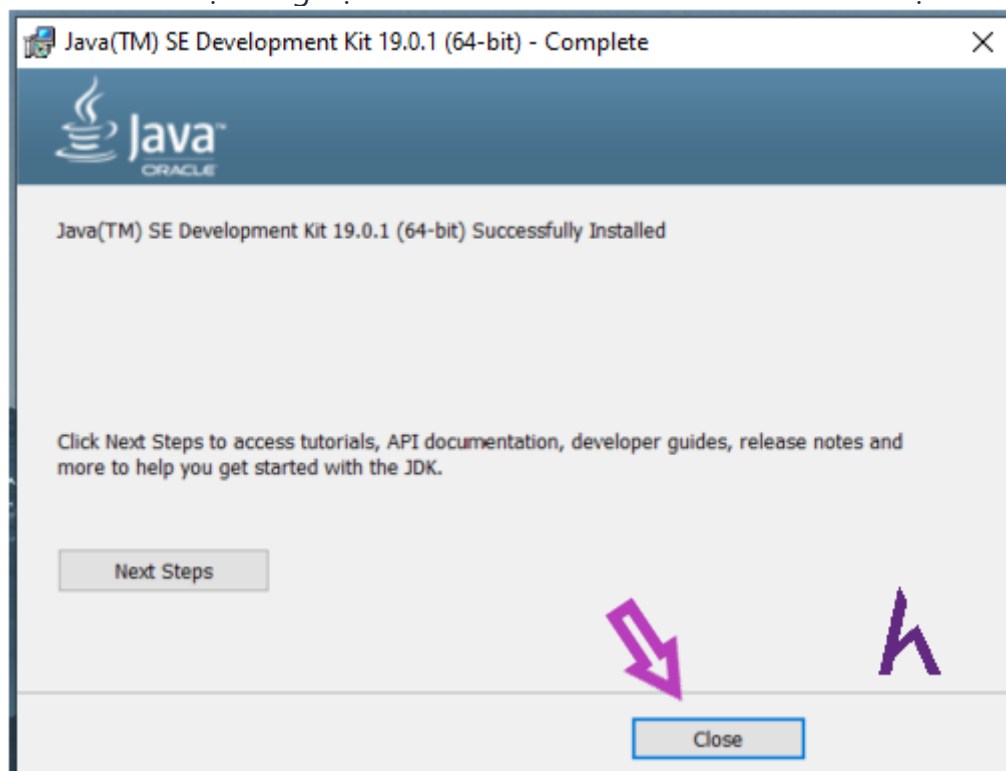 Java(TM) SE Development Kit 19.0.1 (64-bit) - Complete
Java™
ORACLE
Java(TM) SE Development Kit 19.0.1 (64-bit) Successfully Installed
Click Next Steps to access tutorials, API documentation, developer guides, release notes and
more to help you get started with the JDK.
Next Steps
h
Close